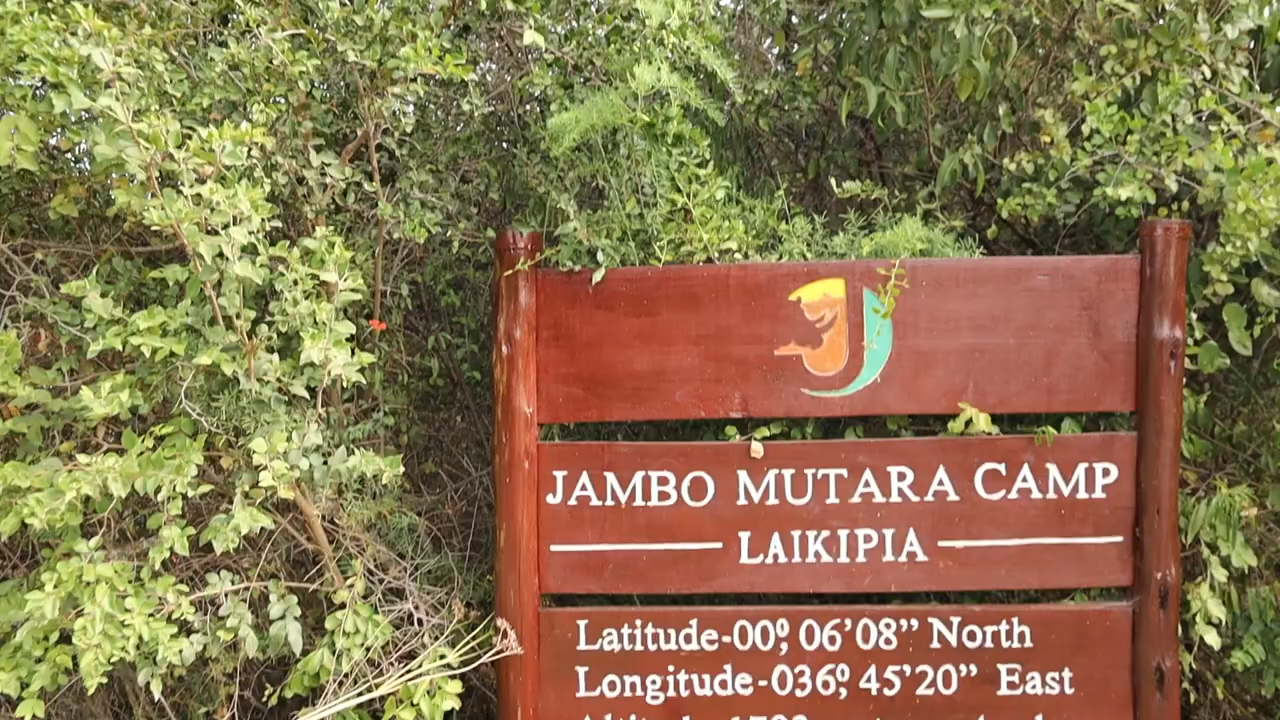 JAMBO MUTARA CAMP
LAIKIPIA
Latitude-00º, 06’08” North
Longitude-036º, 45’20” East